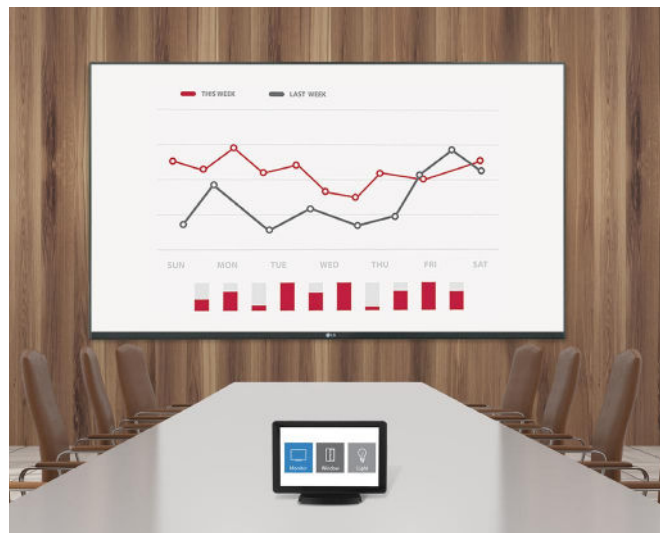 THIS WEEK LAST WEEK
SUN MON TUE WED THU FRI SAT
LG
Monitor Window Light